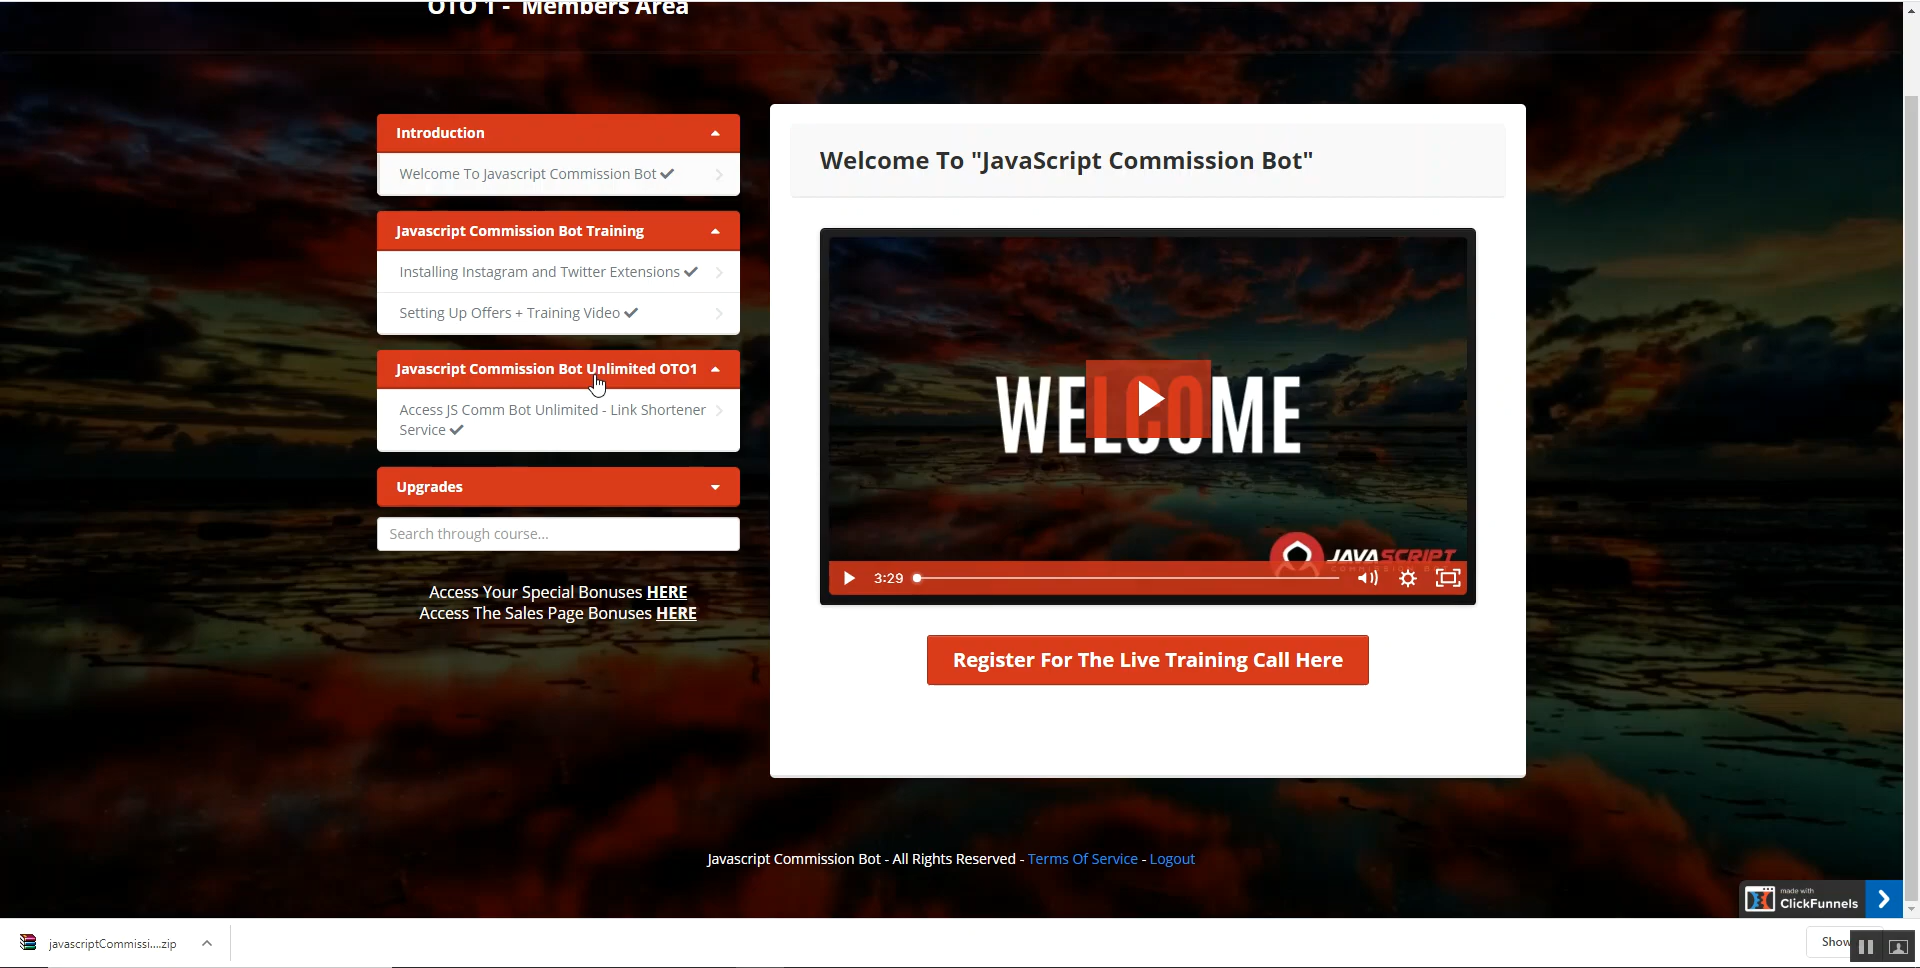 OTO 1 - Members Area
Introduction
Welcome To Javascript Commission Bot
Javascript Commission Bot Training
Installing Instagram and Twitter Extensions
Setting Up Offers + Training Video
Javascript Commission Bot Unlimited OTO1
Access JS Comm Bot Unlimited - Link Shortener
Service
Upgrades
Search through course...
Access Your Special Bonuses HERE
Access The Sales Page Bonuses HERE
Welcome To "JavaScript Commission Bot"
WELCOME
JAVASCRIPT
3:29
Register For The Live Training Call Here
Javascript Commission Bot - All Rights Reserved - Terms Of Service - Logout
made with
ClickFunnels
javascriptCommissi....zip
Show